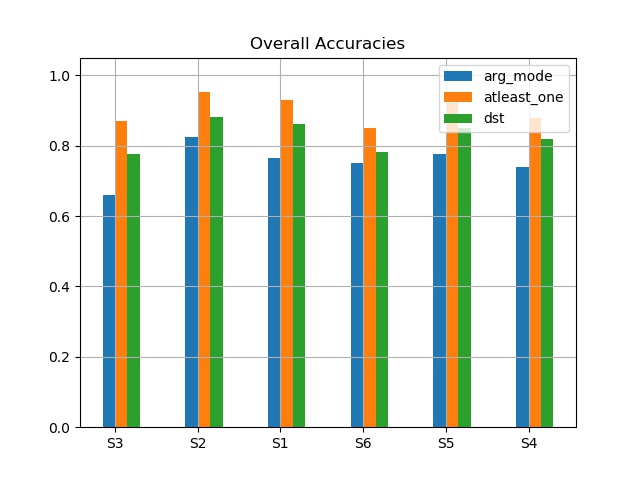 Overall Accuracies
arg_mode
atleast_one
dst
1.0
0.8
0.6
0.4
0.2
0.0
S3 S2 S1 S6 S5 S4